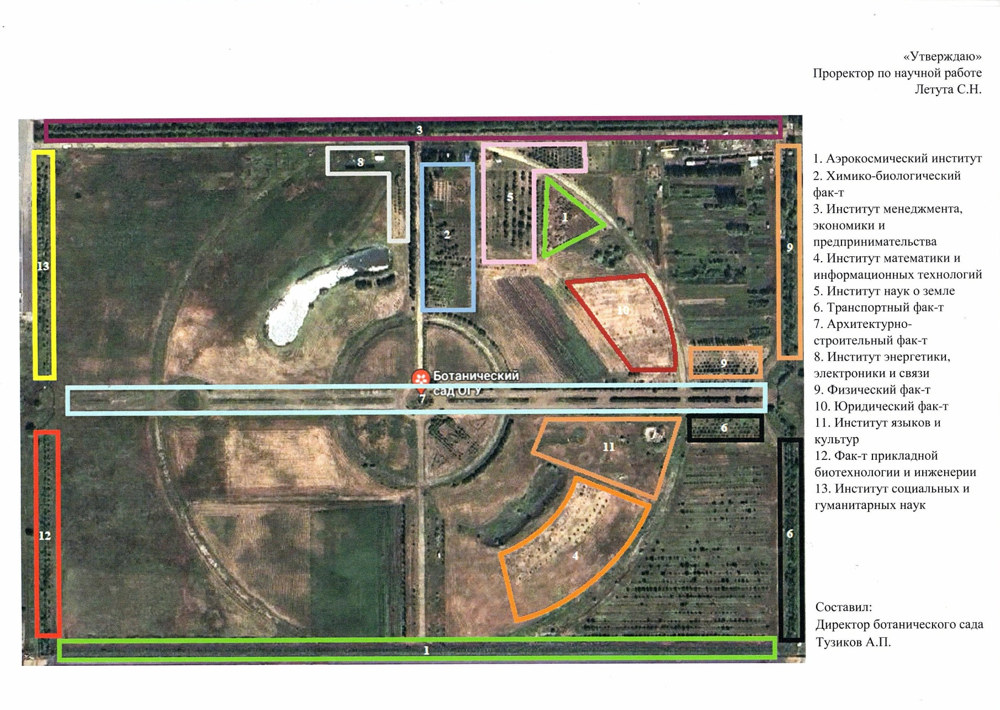 «Утверждаю»
Проректор по научной работе
Летута С.Н.
3
8
5
1
2
13
9
10
9
Ботанический
сад ОГУ
7
6
11
12
6
4
1
1. Аэрокосмический институт
2. Химико-биологический
фак-т
3. Институт менеджмента,
экономики и
предпринимательства
4. Институт математики и
информационных технологий
5. Институт наук о земле
6. Транспортный фак-т
7. Архитектурно-
строительный фак-т
8. Институт энергетики,
электроники и связи
9. Физический фак-т
10. Юридический фак-т
11. Институт языков и
культур
12. Фак-т прикладной
биотехнологии и инженерии
13. Институт социальных и
гуманитарных наук
Составил:
Директор ботанического сада
Тузиков А.П.